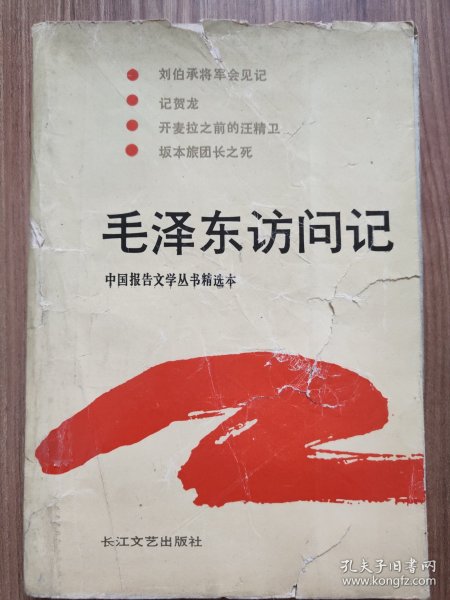 刘伯承将军会见记
记贺龙
开麦拉之前的汪精卫
坂本旅团长之死
毛泽东访问记
中国报告文学丛书精选本
长江文艺出版社
孔夫子旧书网
www.kongfz.com